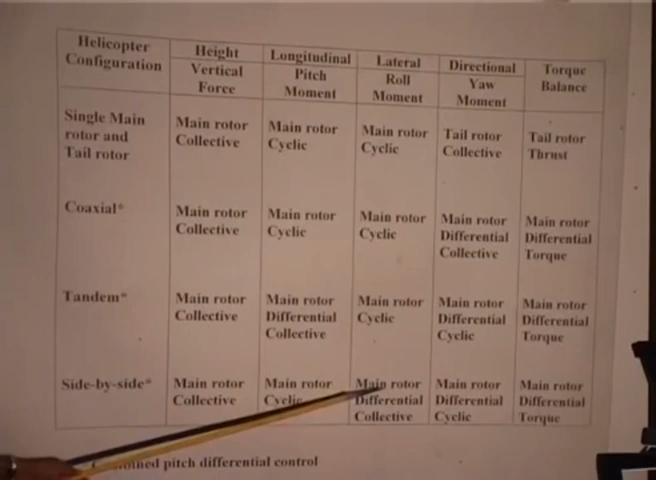 Helicopter Configuration | Height | Longitudinal | Lateral | Directional | Torque Balance
Vertical Force | Pitch Moment | Roll Moment | Yaw Moment
Single Main rotor and Tail rotor | Main rotor Collective | Main rotor Cyclic | Main rotor Cyclic | Tail rotor Collective | Tail rotor Thrust
Coaxial* | Main rotor Collective | Main rotor Cyclic | Main rotor Cyclic | Main rotor Differential Collective | Main rotor Differential Torque
Tandem* | Main rotor Collective | Main rotor Differential Collective | Main rotor Cyclic | Main rotor Differential Cyclic | Main rotor Differential Torque
Side-by-side* | Main rotor Collective | Main rotor Cyclic | Main rotor Differential Collective | Main rotor Differential Cyclic | Main rotor Differential Torque
pitch differential control